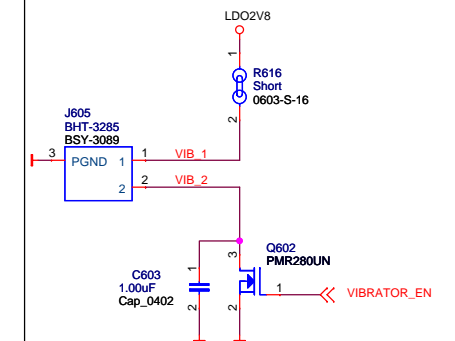 LDO2V8
1
R616
Short
0603-S-16
2
J605
BHT-3285
BSY-3089
3
PGND 1
1
VIB_1
2
2
VIB_2
3
Q602
PMR280UN
1
C603
1.00uF
Cap_0402
2
2
1
VIBRATOR_EN